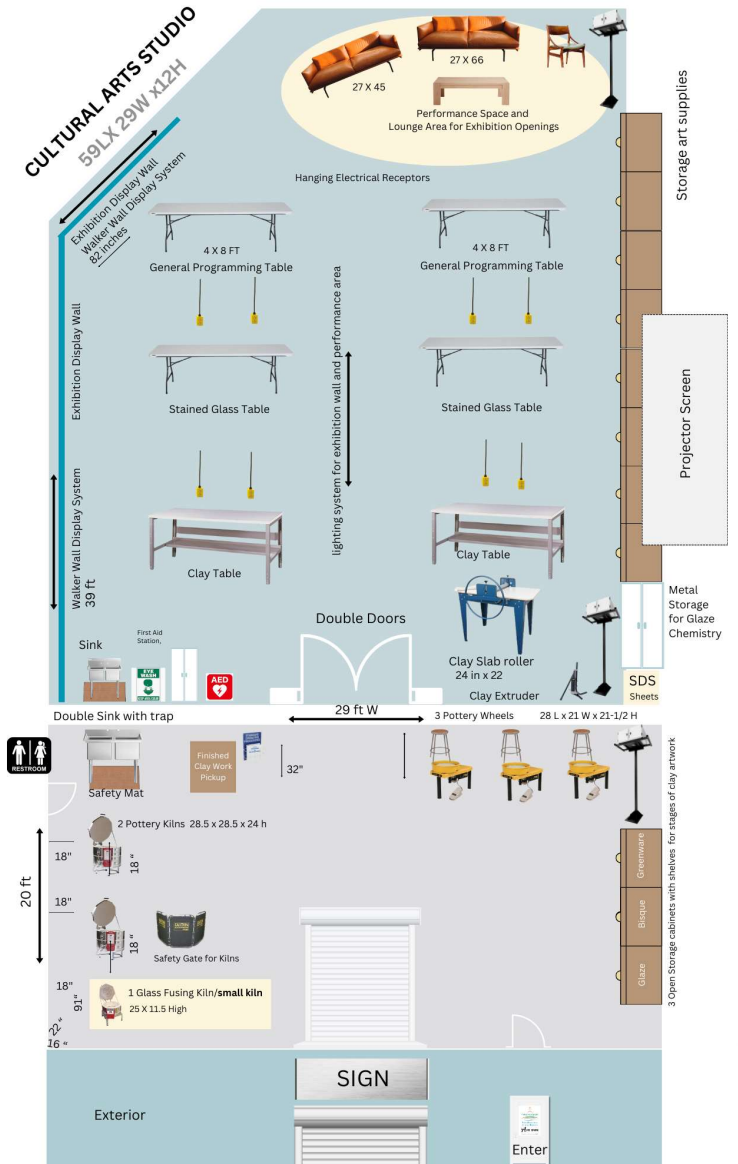 CULTURAL ARTS STUDIO
59LX 29W x12H
27 X 45
27 X 66
Performance Space and
Lounge Area for Exhibition Openings
Storage art supplies
Exhibition Display Wall
Walker Wall Display System
82 inches
Hanging Electrical Receptors
4 X 8 FT
General Programming Table
4 X 8 FT
General Programming Table
Exhibition Display Wall
Stained Glass Table
Stained Glass Table
lighting system for exhibition wall and performance area
Projector Screen
Walker Wall Display System
39 ft
Clay Table
Clay Table
Metal
Storage
for Glaze
Chemistry
Double Doors
Sink
First Aid
Station,
EYE
WASH
AED
Clay Slab roller
24 in x 22
Clay Extruder
SDS
Sheets
Double Sink with trap
29 ft W
3 Pottery Wheels
28 L x 21 W x 21-1/2 H
RESTROOM
Finished
Clay Work
Pickup
32"
Safety Mat
2 Pottery Kilns 28.5 x 28.5 x 24 h
18"
18 "
20 ft
18"
18 "
Safety Gate for Kilns
18"
91"
22"
16 "
1 Glass Fusing Kiln/small kiln
25 X 11.5 High
Greenware
Bisque
Glaze
3 Open Storage cabinets with shelves for stages of clay artwork
SIGN
Exterior
Enter